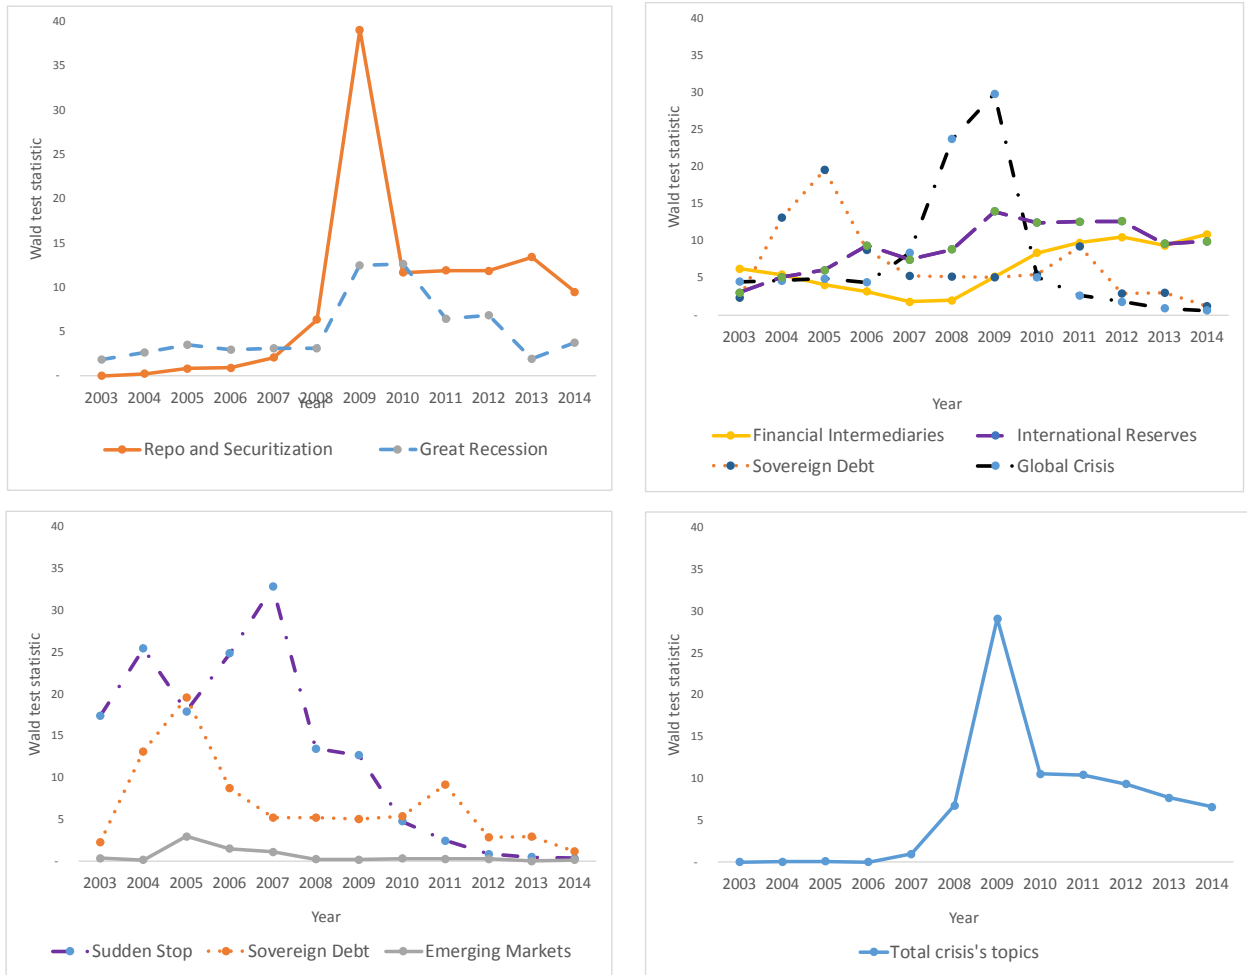 40
35
30
25
20
15
10
5
-
Wald test statistic
2003 2004 2005 2006 2007 2008 2009 2010 2011 2012 2013 2014
Year
Repo and Securitization Great Recession
40
35
30
25
20
15
10
5
-
Wald test statistic
2003 2004 2005 2006 2007 2008 2009 2010 2011 2012 2013 2014
Year
Financial Intermediaries International Reserves
Sovereign Debt Global Crisis
40
35
30
25
20
15
10
5
-
Wald test statistic
2003 2004 2005 2006 2007 2008 2009 2010 2011 2012 2013 2014
Year
Sudden Stop Sovereign Debt Emerging Markets
40
35
30
25
20
15
10
5
-
Wald test statistic
2003 2004 2005 2006 2007 2008 2009 2010 2011 2012 2013 2014
Year
Total crisis's topics